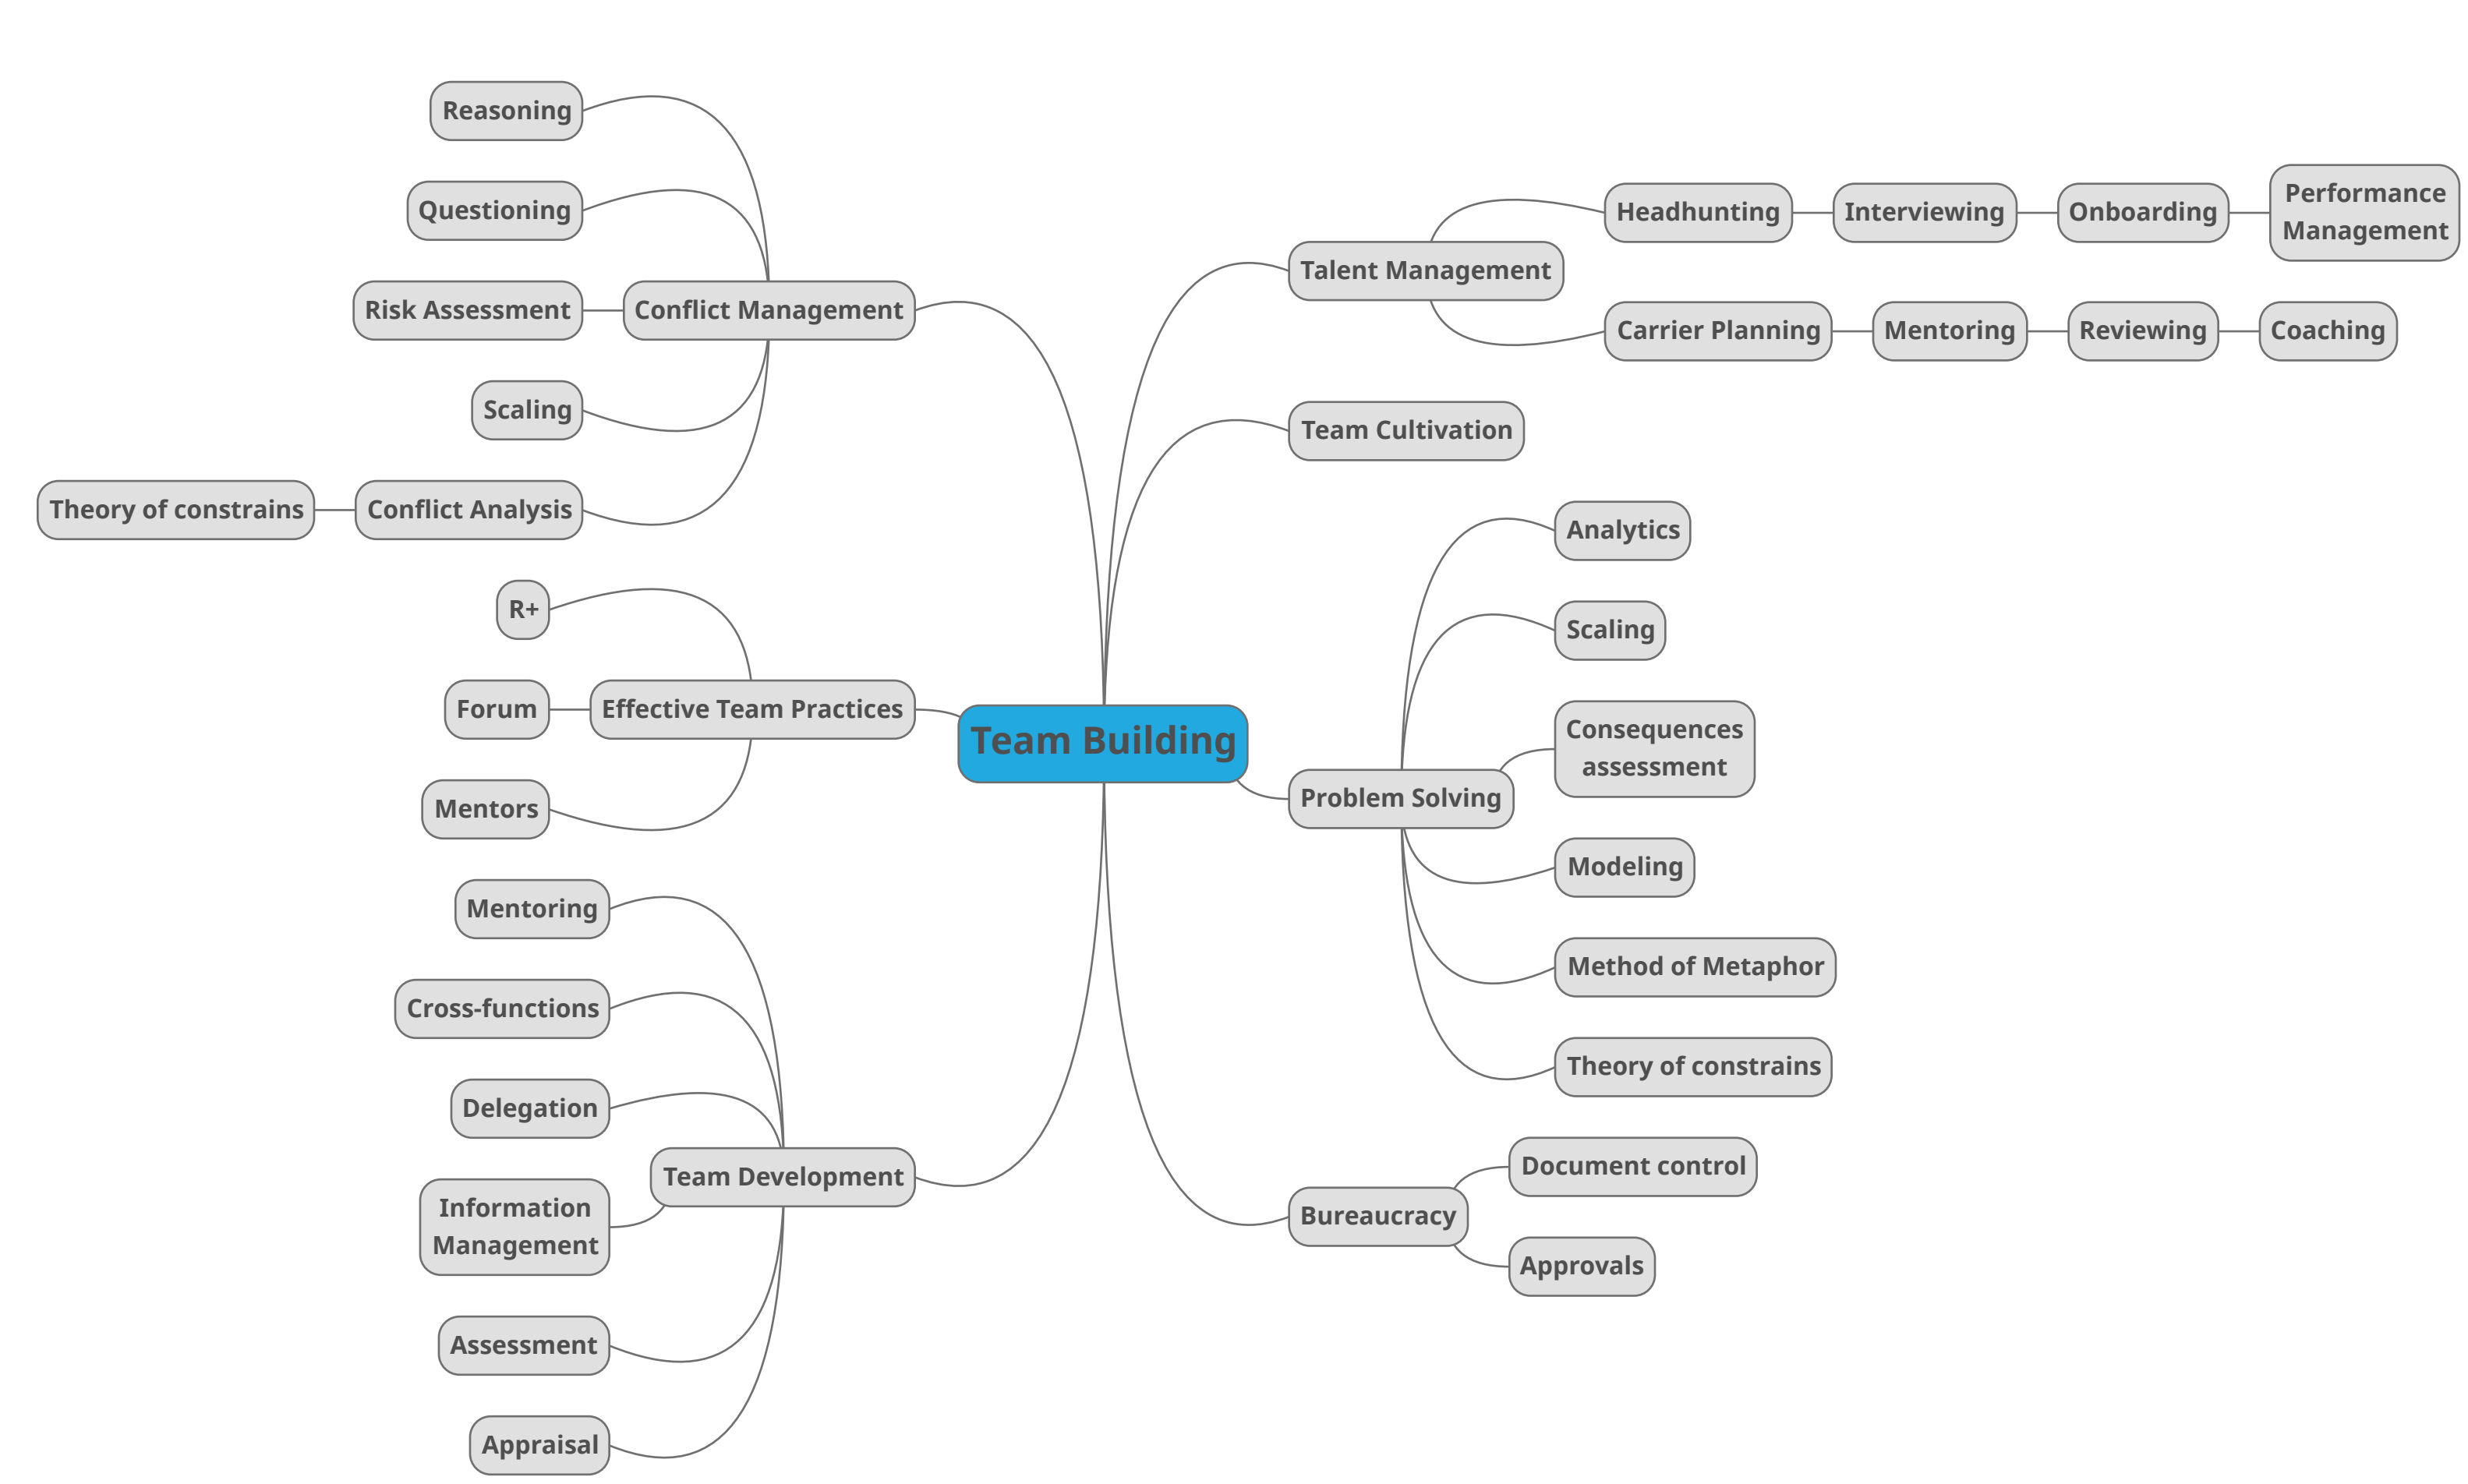 Team Building
Conflict Management
Reasoning
Questioning
Risk Assessment
Scaling
Conflict Analysis
Theory of constrains
Effective Team Practices
R+
Forum
Mentors
Team Development
Mentoring
Cross-functions
Delegation
Information
Management
Assessment
Appraisal
Talent Management
Headhunting
Interviewing
Onboarding
Performance
Management
Carrier Planning
Mentoring
Reviewing
Coaching
Team Cultivation
Problem Solving
Analytics
Scaling
Consequences
assessment
Modeling
Method of Metaphor
Theory of constrains
Bureaucracy
Document control
Approvals